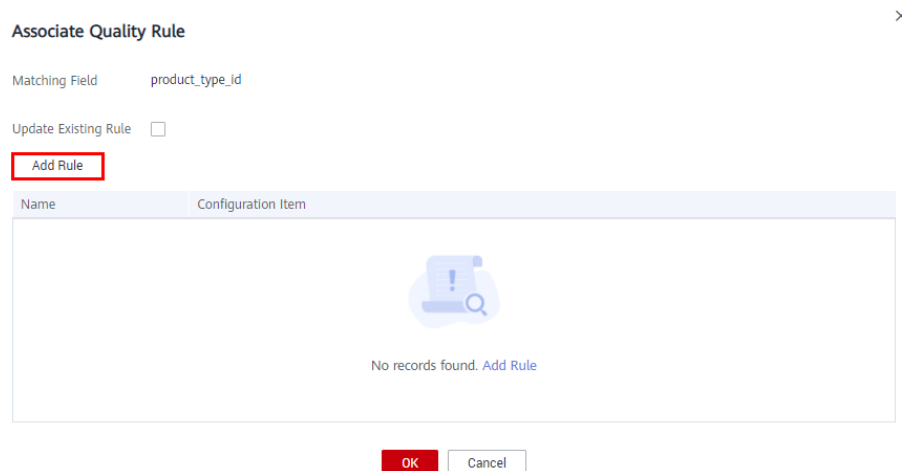 Associate Quality Rule
Matching Field product_type_id
Update Existing Rule
Add Rule
Name Configuration Item
No records found. Add Rule
OK Cancel